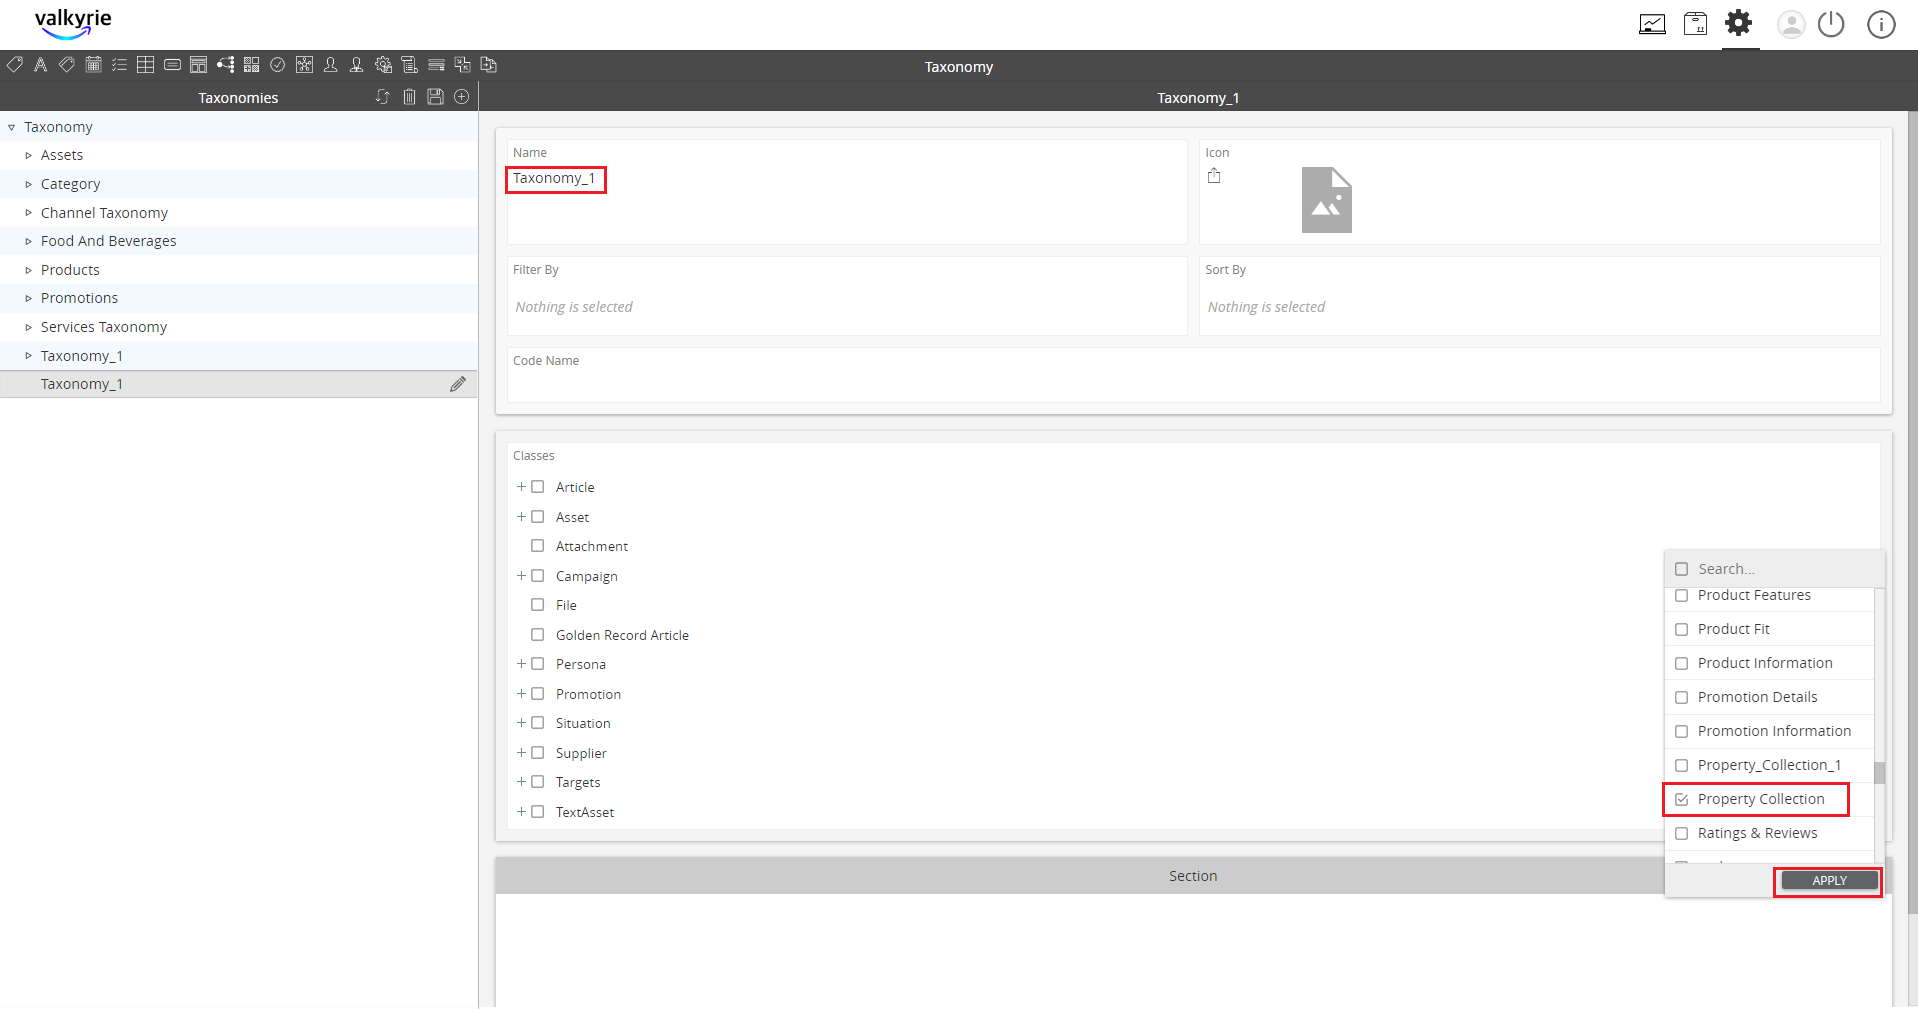 valkyrie
Taxonomy
Taxonomies
Taxonomy_1
Taxonomy
Assets
Category
Channel Taxonomy
Food And Beverages
Products
Promotions
Services Taxonomy
Taxonomy_1
Taxonomy_1
Name
Taxonomy_1
Icon
Filter By
Nothing is selected
Sort By
Nothing is selected
Code Name
Classes
Article
Asset
Attachment
Campaign
File
Golden Record Article
Persona
Promotion
Situation
Supplier
Targets
TextAsset
Search...
Product Features
Product Fit
Product Information
Promotion Details
Promotion Information
Property_Collection_1
Property Collection
Ratings & Reviews
APPLY
Section